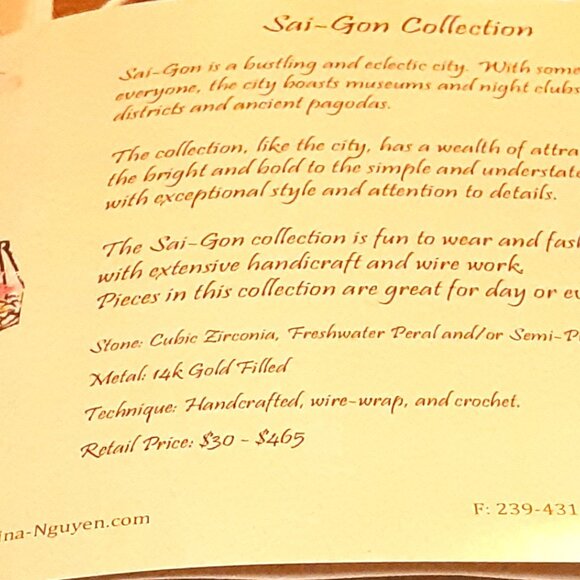 Sai-Gon Collection
Sai-Gon is a bustling and eclectic city. With some
everyone, the city boasts museums and night clubs
districts and ancient pagodas.
The collection, like the city, has a wealth of attra
the bright and bold to the simple and understate
with exceptional style and attention to details.
The Sai-Gon collection is fun to wear and fash
with extensive handicraft and wire work,
Pieces in this collection are great for day or ev
Stone: Cubic Zirconia, Freshwater Peral and/or Semi-P
Metal: 14k Gold Filled
Technique: Handcrafted, wire-wrap, and crochet.
Retail Price: $30 - $465
ina-Nguyen.com
F: 239-431